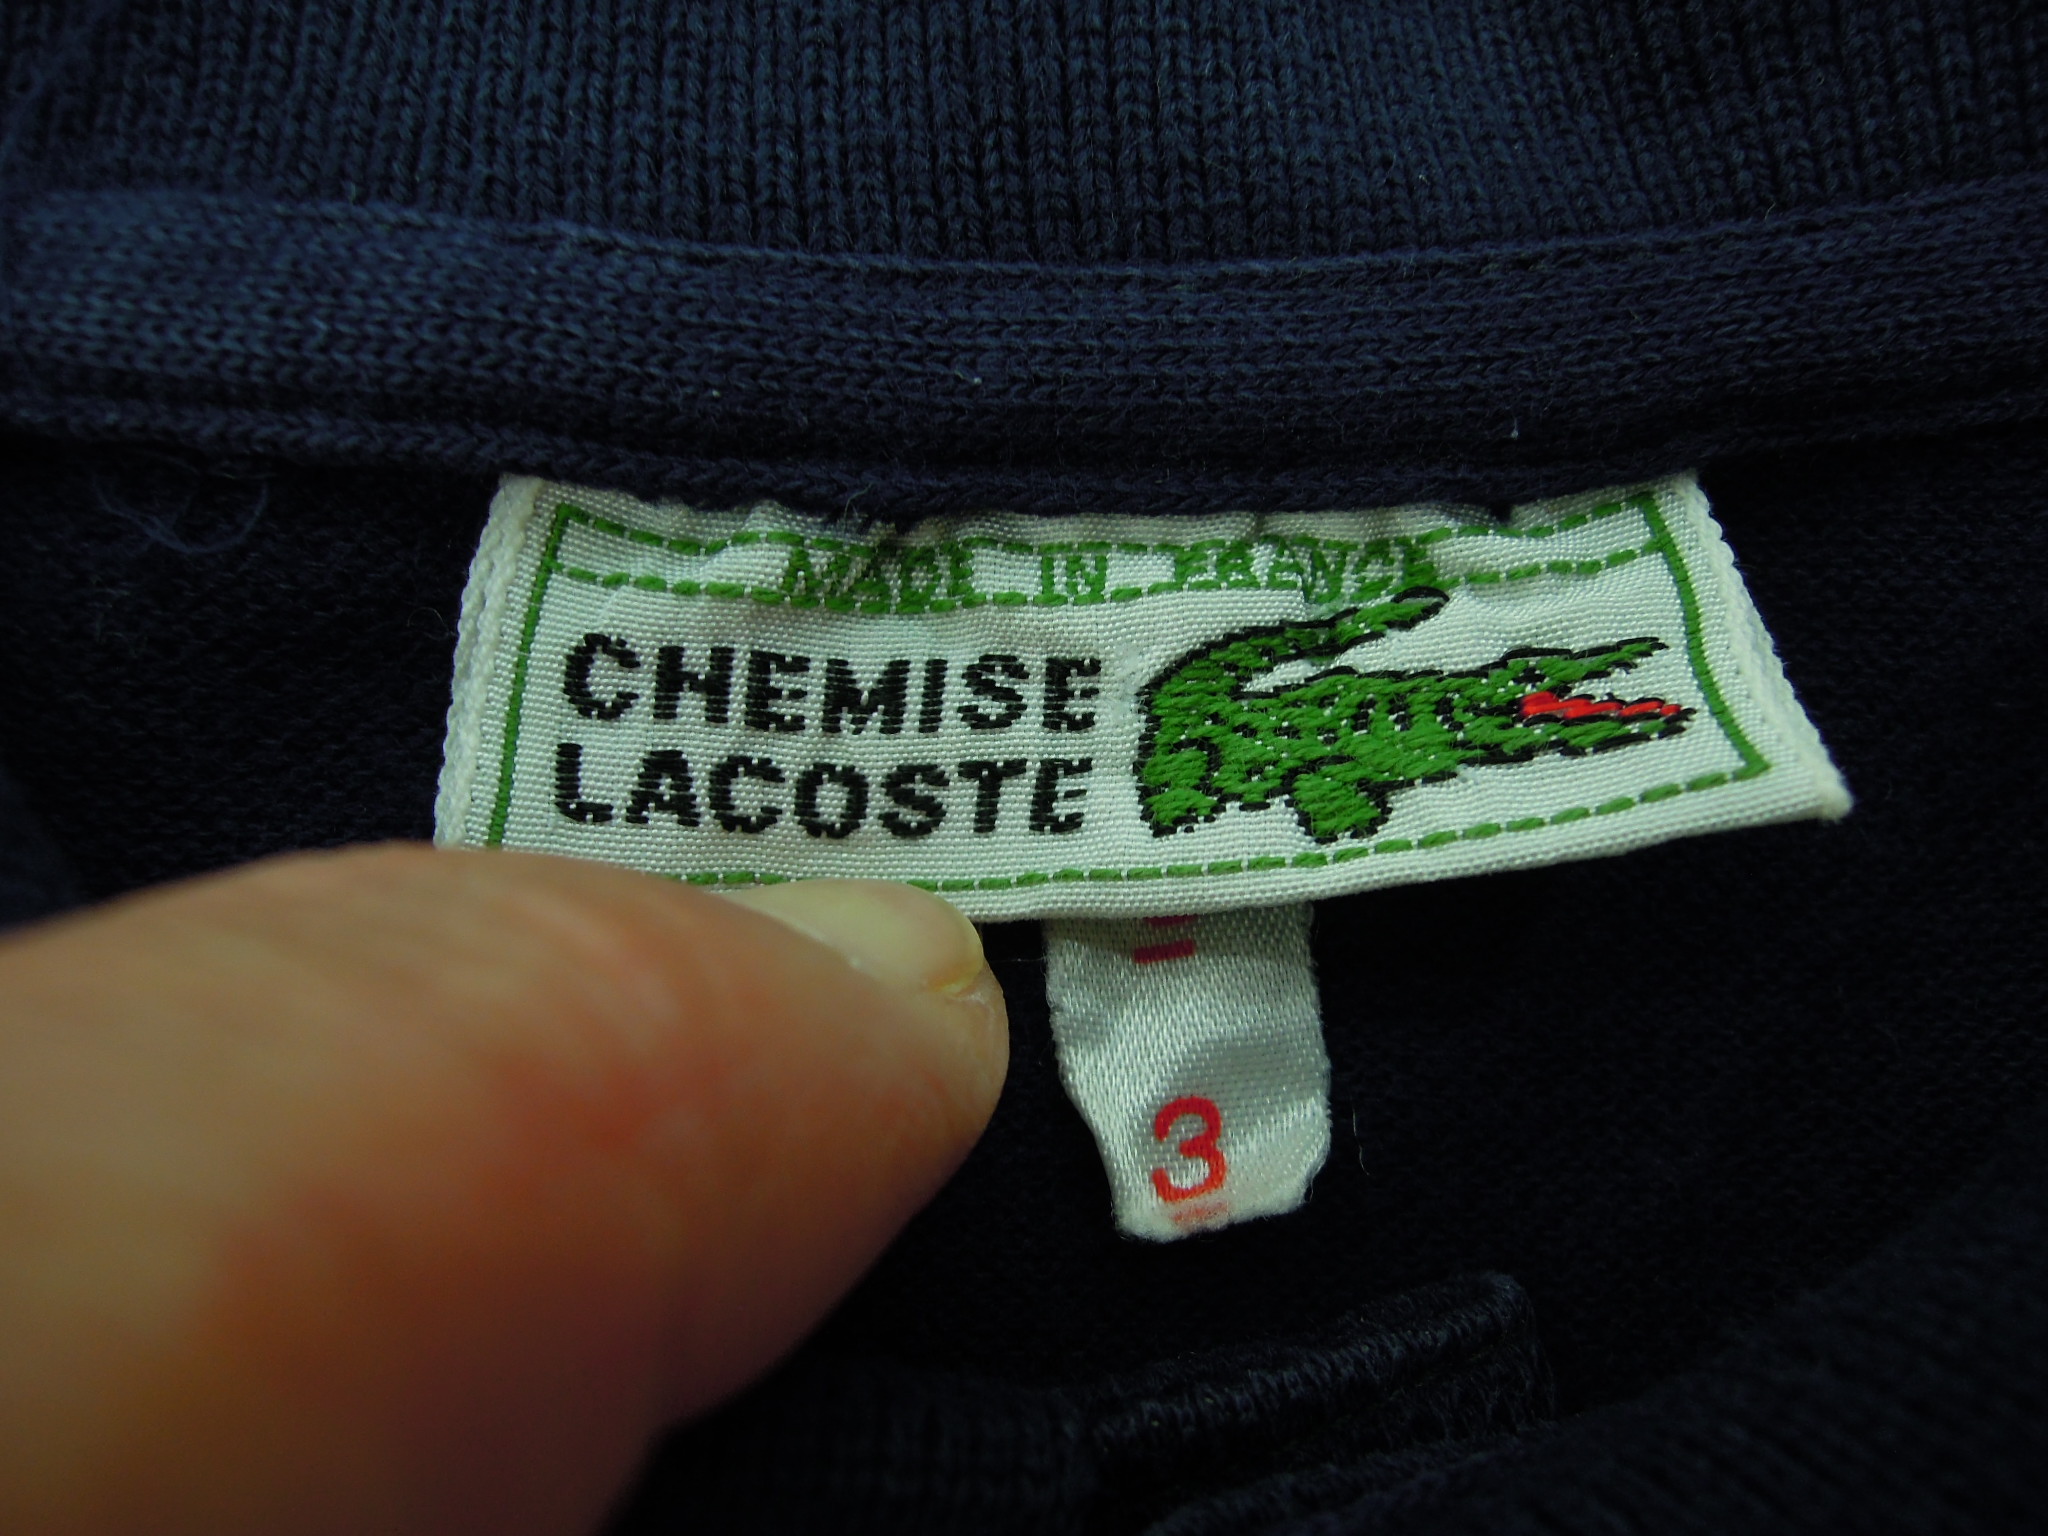 MADE IN FRANCE
CHEMISE
LACOSTE
3